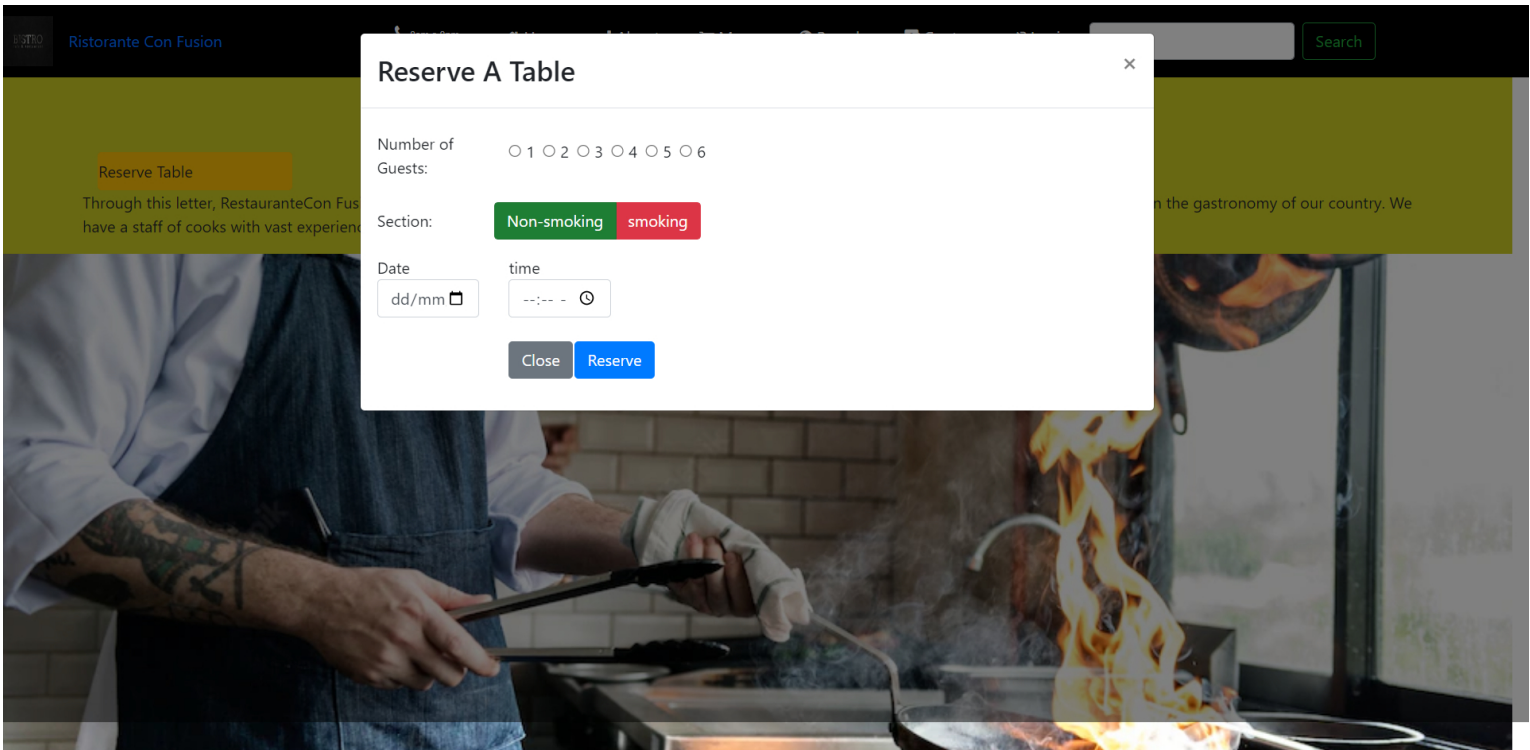 BISTRO
Ristorante Con Fusion
Search
Reserve A Table
×
Number of
Guests:
1 2 3 4 5 6
Reserve Table
Through this letter, RestauranteCon Fus
n the gastronomy of our country. We
have a staff of cooks with vast experienc
Section:
Non-smoking
smoking
Date
time
dd/mm
--:-- -
Close
Reserve